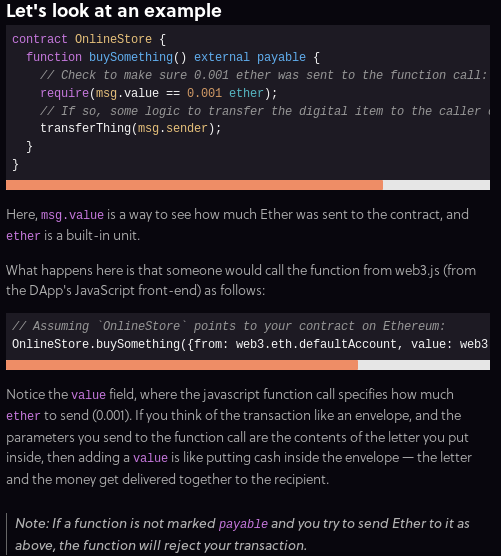 Let's look at an example
contract OnlineStore {
  function buySomething() external payable {
    // Check to make sure 0.001 ether was sent to the function call:
    require(msg.value == 0.001 ether);
    // If so, some logic to transfer the digital item to the caller
    transferThing(msg.sender);
  }
}
Here, msg.value is a way to see how much Ether was sent to the contract, and
ether is a built-in unit.
What happens here is that someone would call the function from web3.js (from
the DApp's JavaScript front-end) as follows:
// Assuming `OnlineStore` points to your contract on Ethereum:
OnlineStore.buySomething({from: web3.eth.defaultAccount, value: web3
Notice the value field, where the javascript function call specifies how much
ether to send (0.001). If you think of the transaction like an envelope, and the
parameters you send to the function call are the contents of the letter you put
inside, then adding a value is like putting cash inside the envelope — the letter
and the money get delivered together to the recipient.
Note: If a function is not marked payable and you try to send Ether to it as
above, the function will reject your transaction.